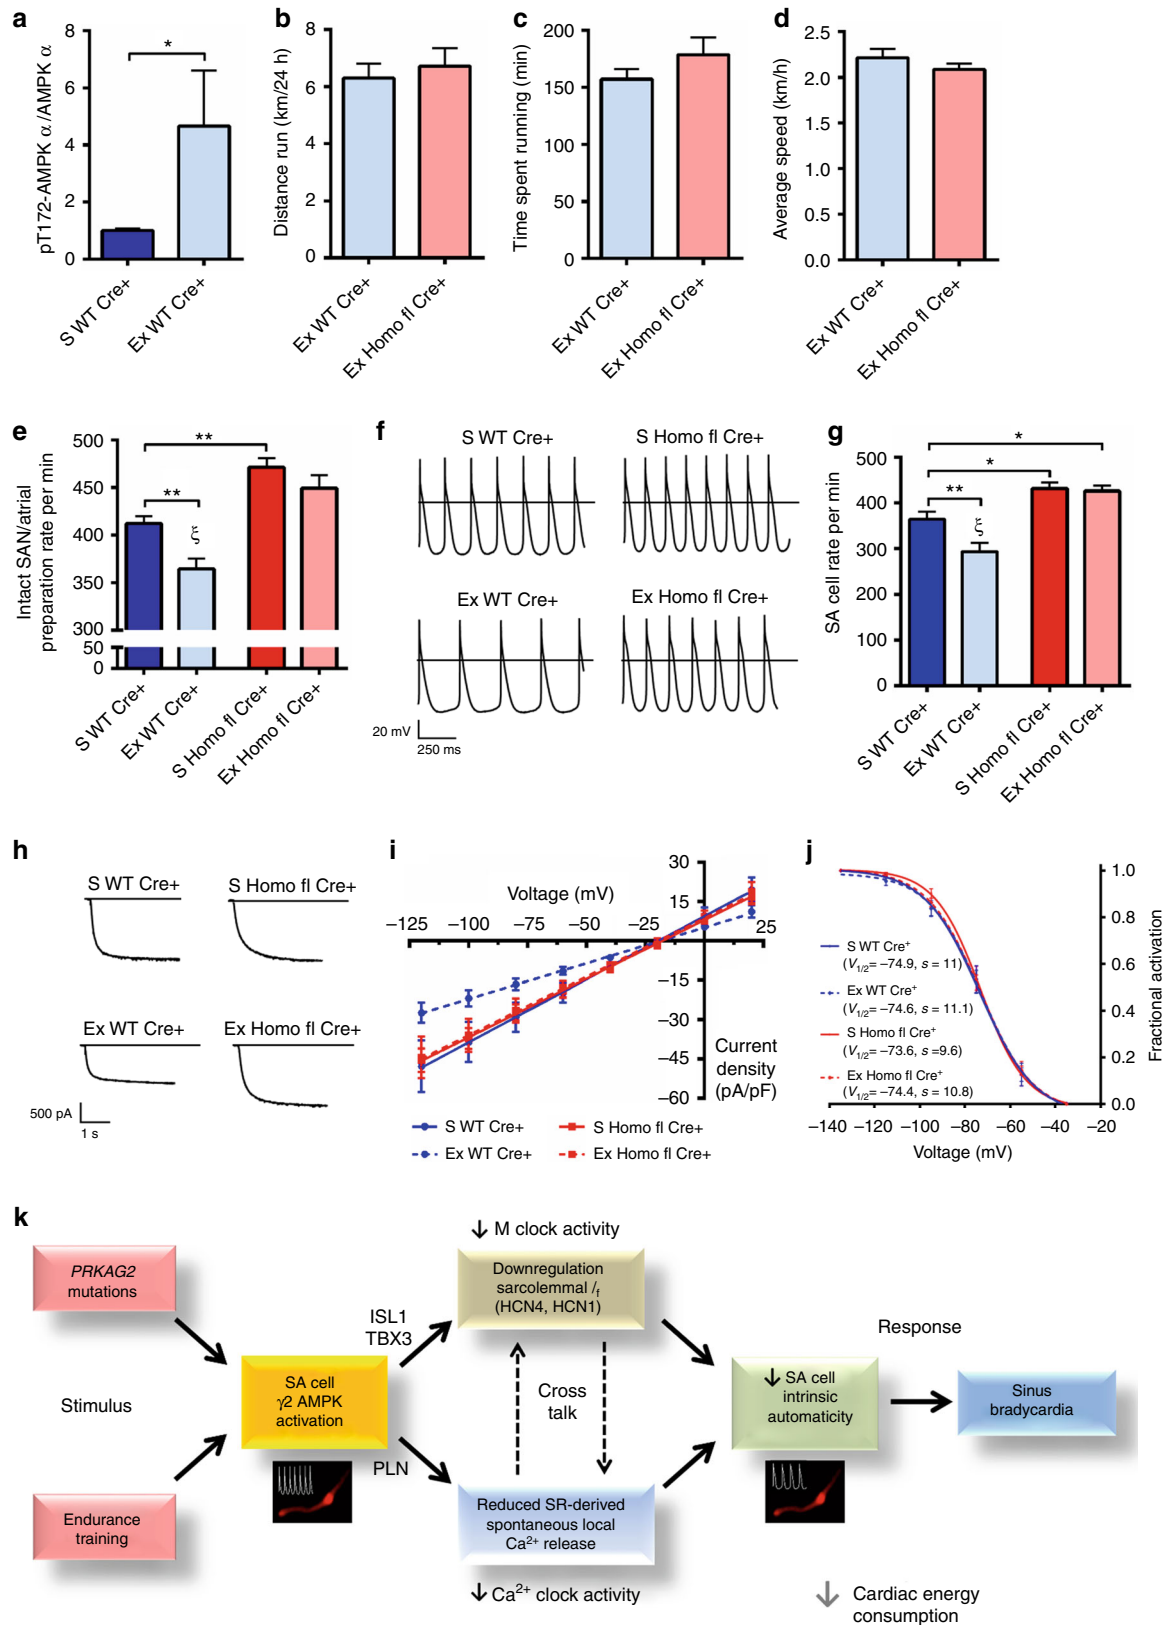 a
pT172-AMPK α/AMPK α
8
6
4
2
0
*
S WT Cre+
Ex WT Cre+
b
Distance run (km/24 h)
8
6
4
2
0
Ex WT Cre+
Ex Homo fl Cre+
c
Time spent running (min)
200
150
100
50
0
Ex WT Cre+
Ex Homo fl Cre+
d
Average speed (km/h)
2.5
2.0
1.5
1.0
0.5
0.0
Ex WT Cre+
Ex Homo fl Cre+
e
Intact SAN/atrial
preparation rate per min
500
450
400
350
300
50
0
**
**
ξ
S WT Cre+
Ex WT Cre+
S Homo fl Cre+
Ex Homo fl Cre+
f
S WT Cre+
S Homo fl Cre+
Ex WT Cre+
Ex Homo fl Cre+
20 mV
250 ms
g
SA cell rate per min
500
400
300
200
100
0
*
*
**
ξ
S WT Cre+
Ex WT Cre+
S Homo fl Cre+
Ex Homo fl Cre+
h
S WT Cre+
S Homo fl Cre+
Ex WT Cre+
Ex Homo fl Cre+
500 pA
1 s
i
Voltage (mV)
−125 −100 −75 −50 −25 25
30
15
−15
−30
−45
−60
Current
density
(pA/pF)
S WT Cre+
S Homo fl Cre+
Ex WT Cre+
Ex Homo fl Cre+
j
S WT Cre⁺
(V1/2= −74.9, s = 11)
Ex WT Cre⁺
(V1/2= −74.6, s = 11.1)
S Homo fl Cre⁺
(V1/2= −73.6, s =9.6)
Ex Homo fl Cre⁺
(V1/2= −74.4, s = 10.8)
1.0
0.8
0.6
0.4
0.2
0.0
Fractional activation
−140 −120 −100 −80 −60 −40 −20
Voltage (mV)
k
↓ M clock activity
PRKAG2
mutations
Downregulation
sarcolemmal If
(HCN4, HCN1)
ISL1
TBX3
Response
Stimulus
SA cell
γ2 AMPK
activation
Cross
talk
↓ SA cell
intrinsic
automaticity
Sinus
bradycardia
PLN
Endurance
training
Reduced SR-derived
spontaneous local
Ca²⁺ release
↓ Ca²⁺ clock activity
↓ Cardiac energy
consumption